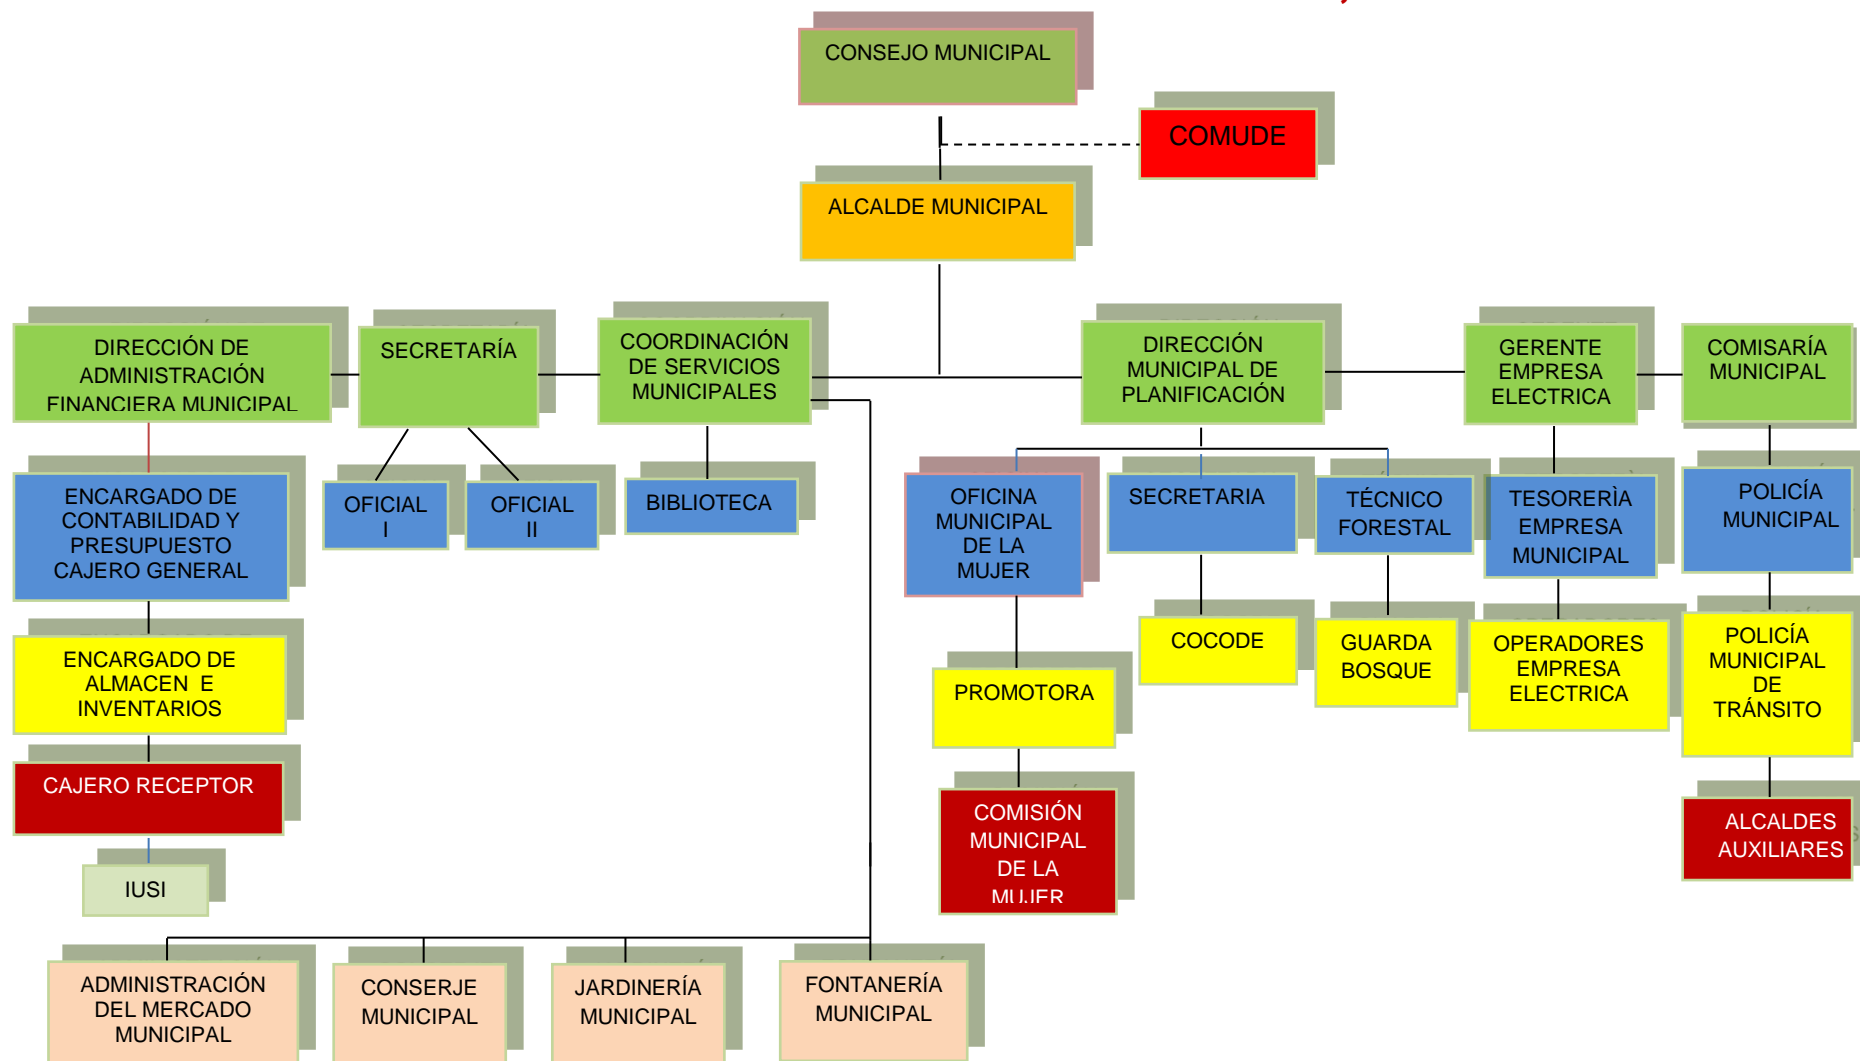 CONSEJO MUNICIPAL
COMUDE
ALCALDE MUNICIPAL
DIRECCIÓN DE
ADMINISTRACIÓN
FINANCIERA MUNICIPAL
SECRETARÍA
COORDINACIÓN
DE SERVICIOS
MUNICIPALES
DIRECCIÓN
MUNICIPAL DE
PLANIFICACIÓN
GERENTE
EMPRESA
ELECTRICA
COMISARÍA
MUNICIPAL
ENCARGADO DE
CONTABILIDAD Y
PRESUPUESTO
CAJERO GENERAL
OFICIAL
I
OFICIAL
II
BIBLIOTECA
OFICINA
MUNICIPAL
DE LA
MUJER
SECRETARIA
TÉCNICO
FORESTAL
TESORERÌA
EMPRESA
MUNICIPAL
POLICÍA
MUNICIPAL
ENCARGADO DE
ALMACEN E
INVENTARIOS
PROMOTORA
COCODE
GUARDA
BOSQUE
OPERADORES
EMPRESA
ELECTRICA
POLICÍA
MUNICIPAL
DE
TRÁNSITO
CAJERO RECEPTOR
COMISIÓN
MUNICIPAL
DE LA
MUJER
ALCALDES
AUXILIARES
IUSI
ADMINISTRACIÓN
DEL MERCADO
MUNICIPAL
CONSERJE
MUNICIPAL
JARDINERÍA
MUNICIPAL
FONTANERÍA
MUNICIPAL